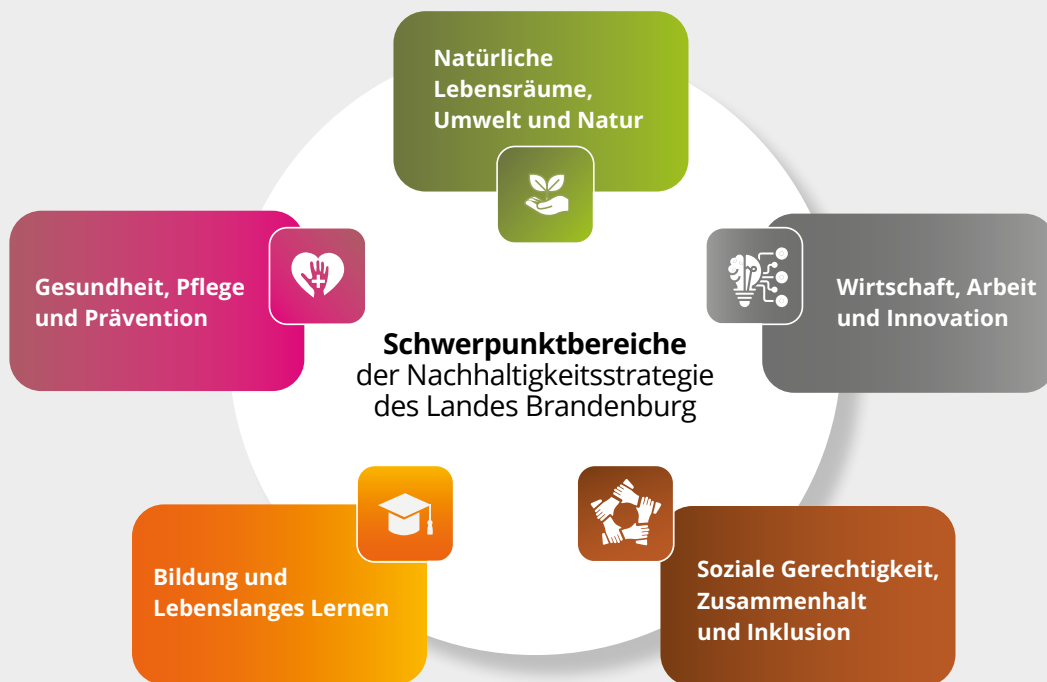 Natürliche
Lebensräume,
Umwelt und Natur
Gesundheit, Pflege
und Prävention
Wirtschaft, Arbeit
und Innovation
Schwerpunktbereiche
der Nachhaltigkeitsstrategie
des Landes Brandenburg
Bildung und
Lebenslanges Lernen
Soziale Gerechtigkeit,
Zusammenhalt
und Inklusion